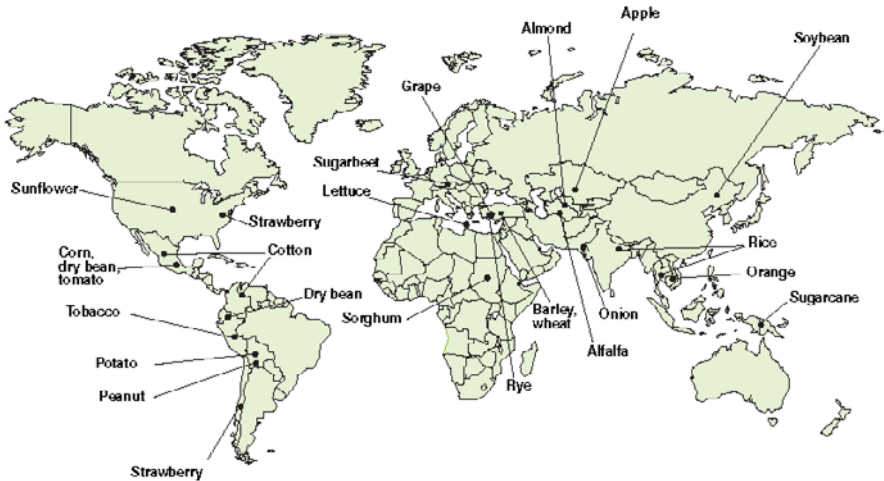 Apple
Almond
Soybean
Grape
Sugarbeet
Sunflower
Lettuce
Strawberry
Rice
Corn,
dry bean,
tomato
Cotton
Orange
Dry bean
Sugarcane
Tobacco
Sorghum
Barley,
wheat
Onion
Alfalfa
Potato
Rye
Peanut
Strawberry